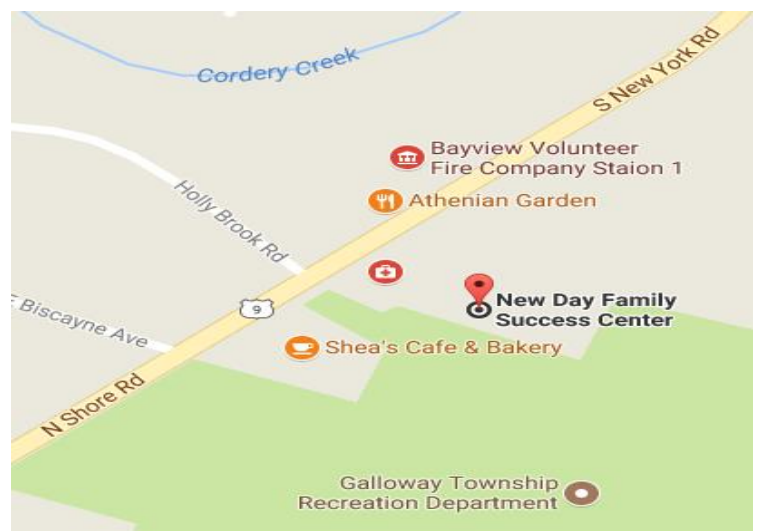 Cordery Creek
S New York Rd
Bayview Volunteer
Fire Company Staion 1
Athenian Garden
Holly Brook Rd
New Day Family
Success Center
9
E Biscayne Ave
Shea's Cafe & Bakery
N Shore Rd
Galloway Township
Recreation Department